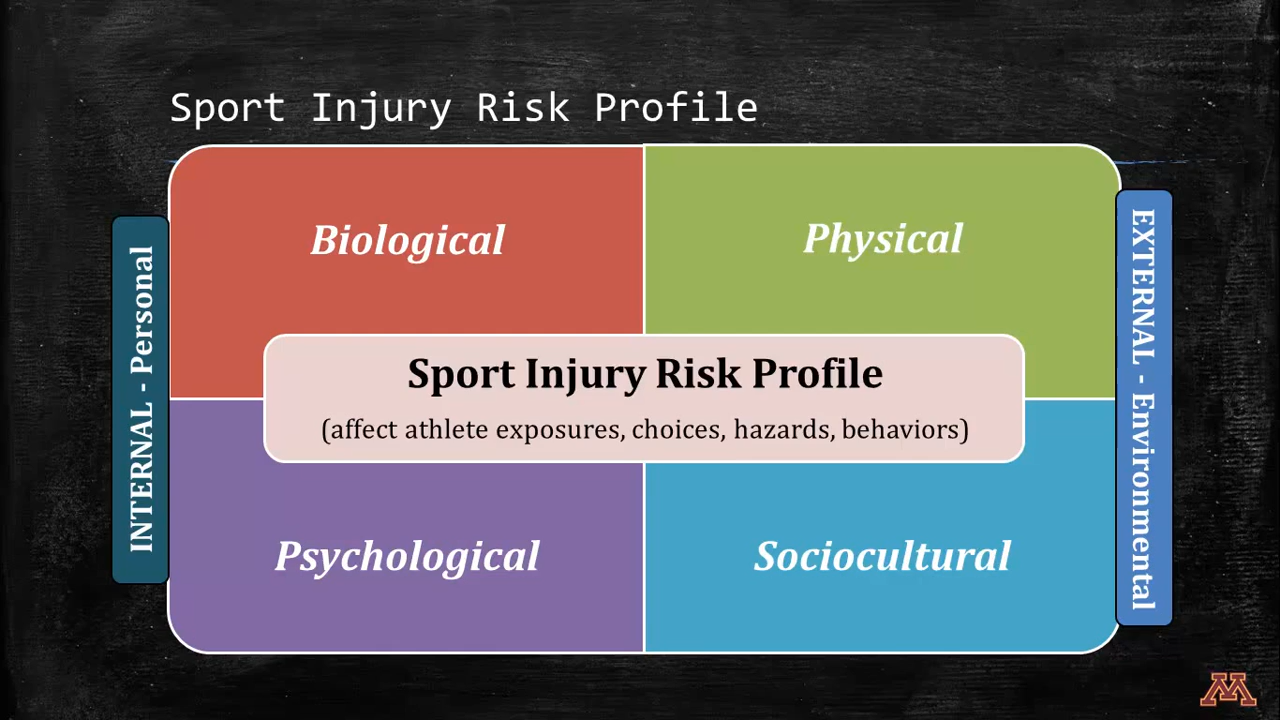 Sport Injury Risk Profile
Biological
Physical
INTERNAL - Personal
EXTERNAL - Environmental
Sport Injury Risk Profile
(affect athlete exposures, choices, hazards, behaviors)
Psychological
Sociocultural
M